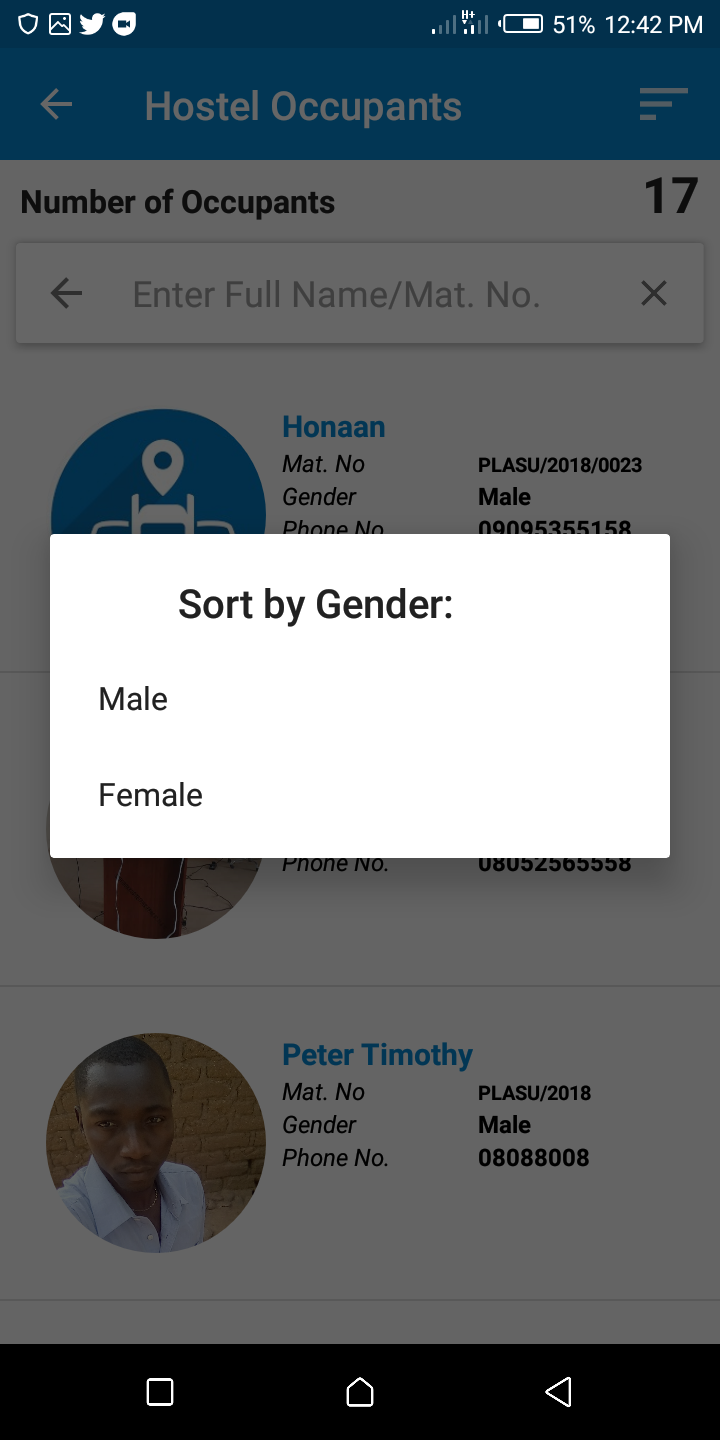 H+ 51% 12:42 PM
Hostel Occupants
Number of Occupants 17
Enter Full Name/Mat. No.
Honaan
Mat. No PLASU/2018/0023
Gender Male
Phone No. 09095355158
Sort by Gender:
Male
Female
Phone No. 08052565558
Peter Timothy
Mat. No PLASU/2018
Gender Male
Phone No. 08088008